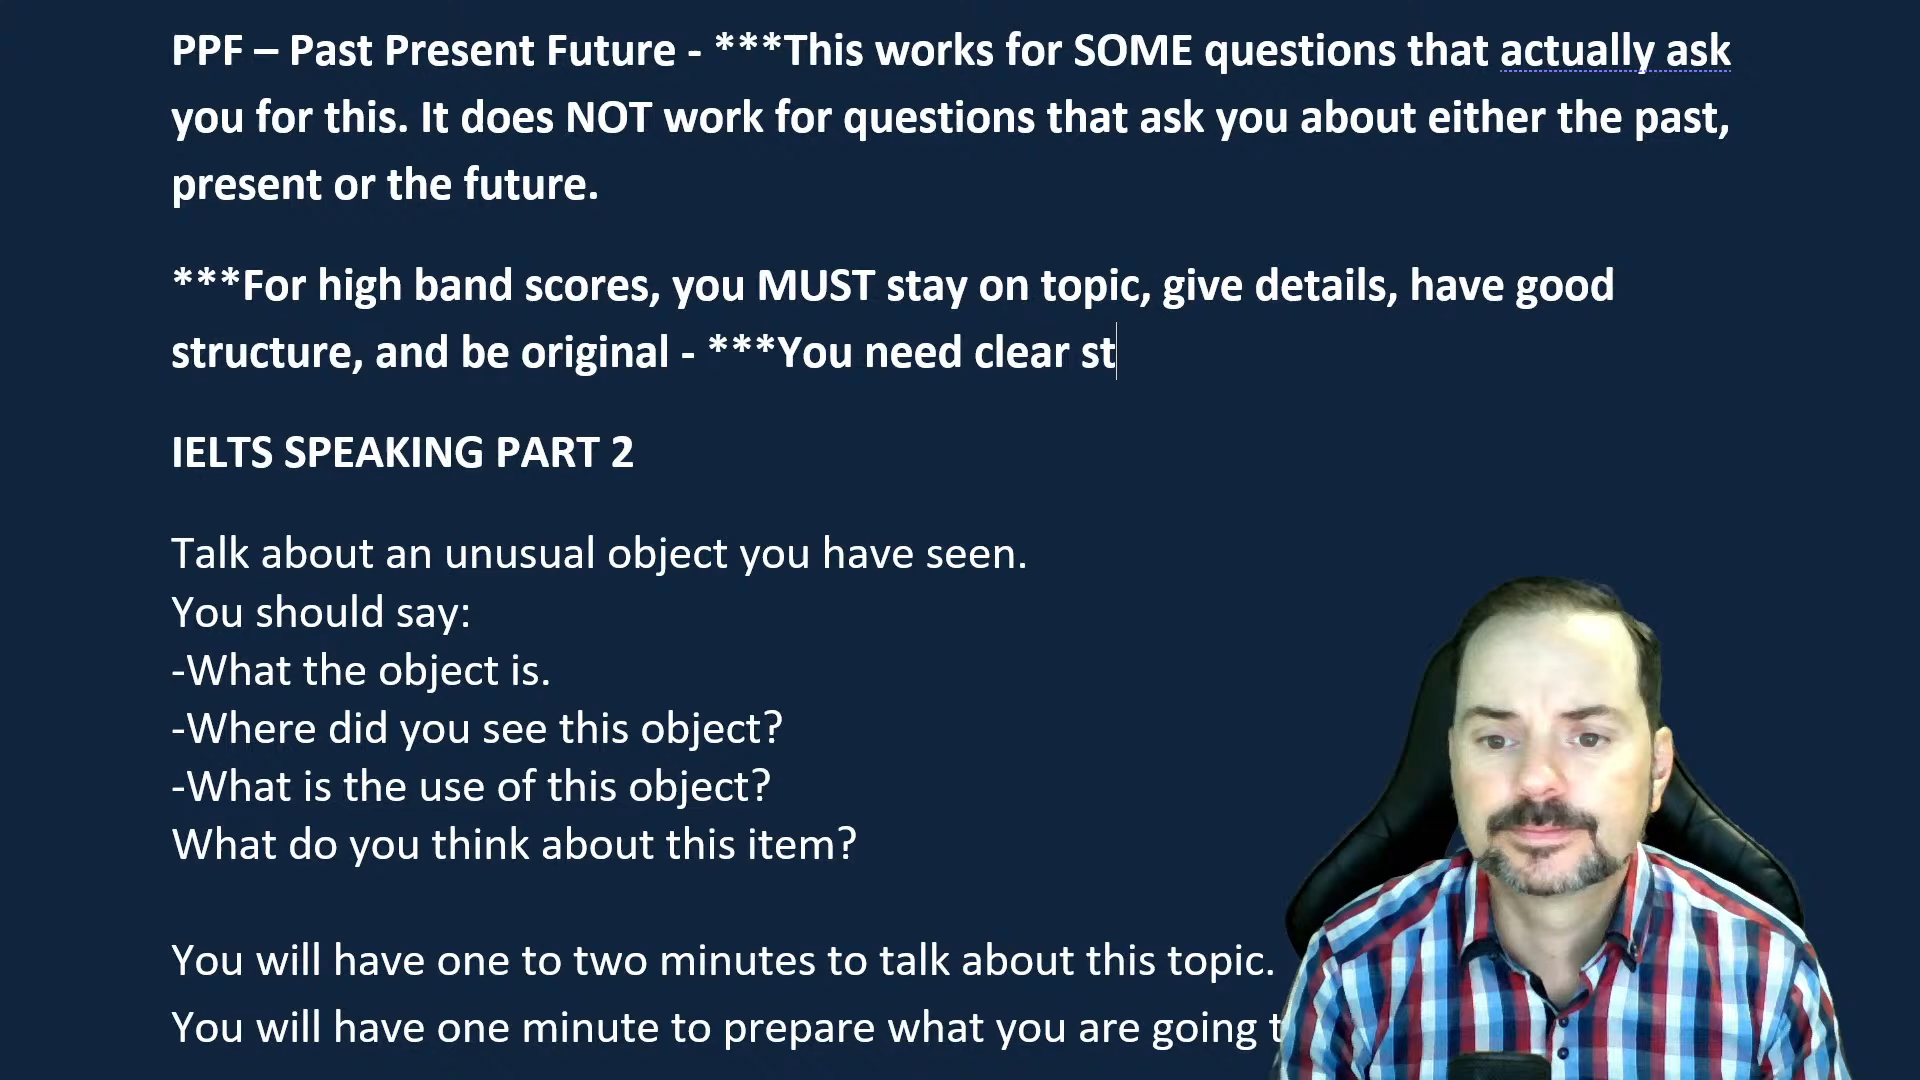 PPF – Past Present Future - ***This works for SOME questions that actually ask
you for this. It does NOT work for questions that ask you about either the past,
present or the future.
***For high band scores, you MUST stay on topic, give details, have good
structure, and be original - ***You need clear st
IELTS SPEAKING PART 2
Talk about an unusual object you have seen.
You should say:
-What the object is.
-Where did you see this object?
-What is the use of this object?
What do you think about this item?
You will have one to two minutes to talk about this topic.
You will have one minute to prepare what you are going t